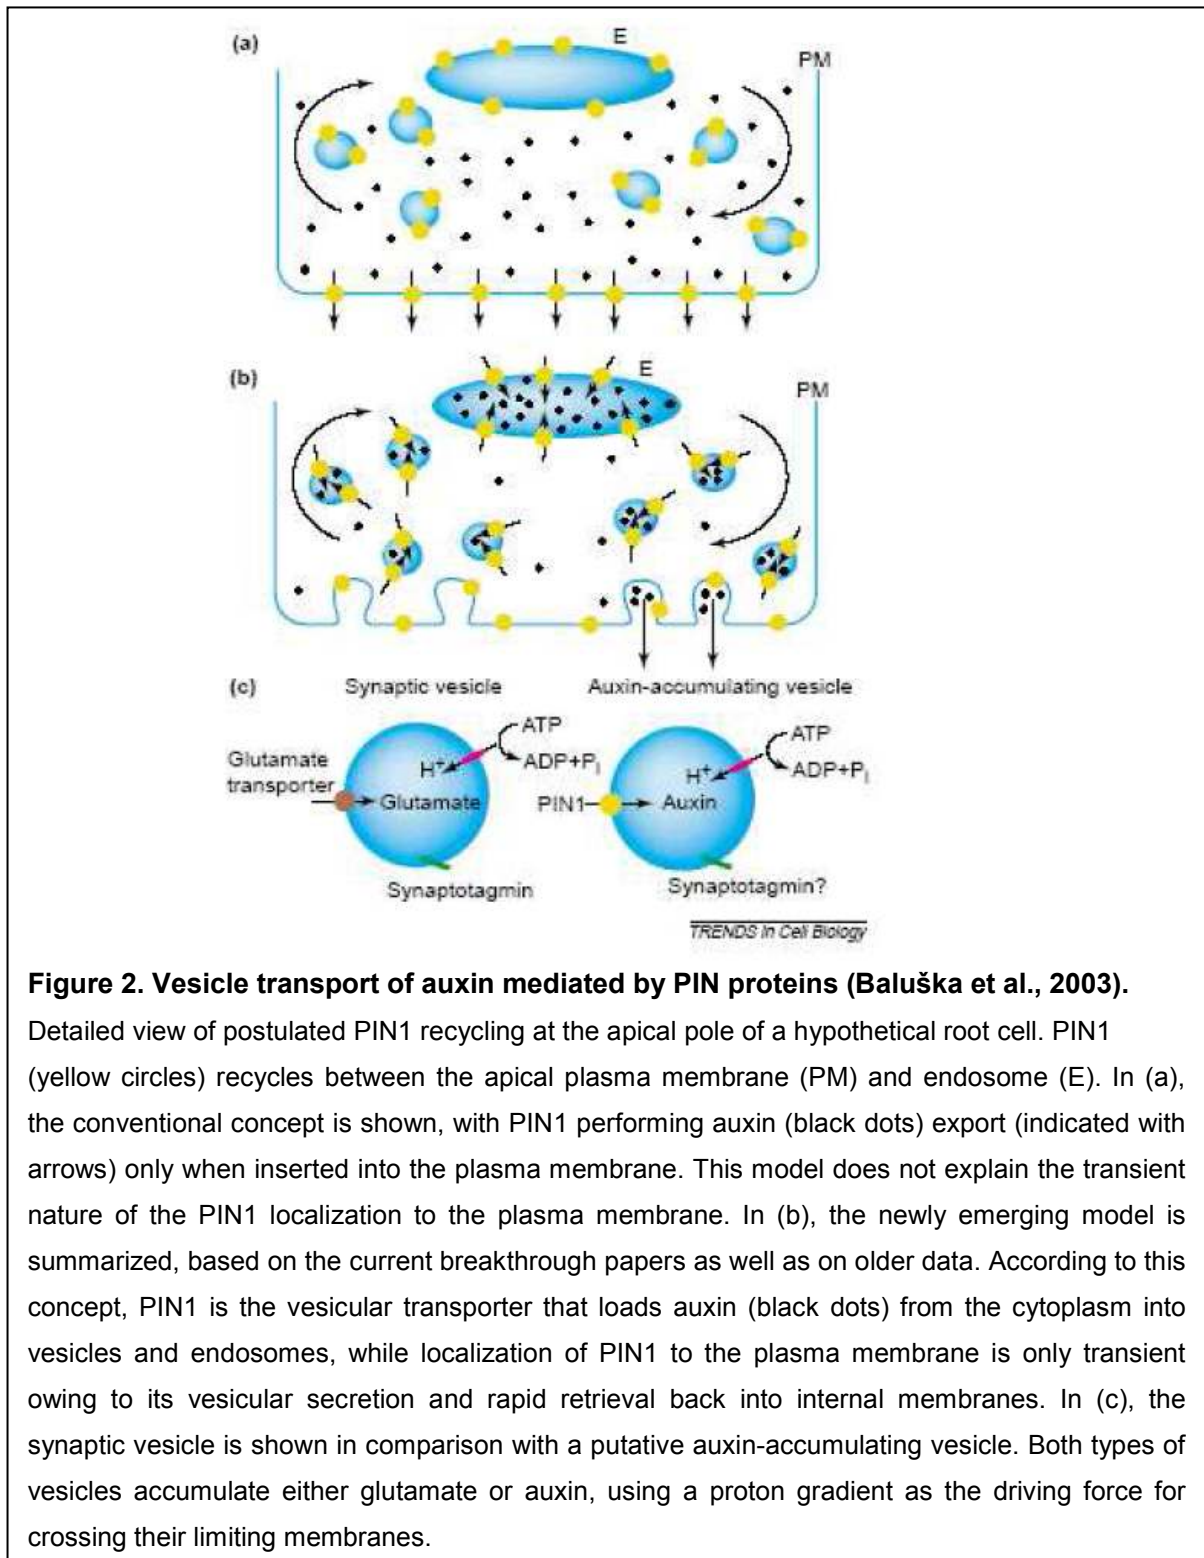 (a)
E
PM
(b)
E
PM
(c)
Synaptic vesicle
Auxin-accumulating vesicle
ATP
ADP+Pi
H+
Glutamate
transporter
Glutamate
Synaptotagmin
ATP
ADP+Pi
H+
PIN1
Auxin
Synaptotagmin?
TRENDS in Cell Biology
Figure 2. Vesicle transport of auxin mediated by PIN proteins (Baluška et al., 2003).
Detailed view of postulated PIN1 recycling at the apical pole of a hypothetical root cell. PIN1
(yellow circles) recycles between the apical plasma membrane (PM) and endosome (E). In (a),
the conventional concept is shown, with PIN1 performing auxin (black dots) export (indicated with
arrows) only when inserted into the plasma membrane. This model does not explain the transient
nature of the PIN1 localization to the plasma membrane. In (b), the newly emerging model is
summarized, based on the current breakthrough papers as well as on older data. According to this
concept, PIN1 is the vesicular transporter that loads auxin (black dots) from the cytoplasm into
vesicles and endosomes, while localization of PIN1 to the plasma membrane is only transient
owing to its vesicular secretion and rapid retrieval back into internal membranes. In (c), the
synaptic vesicle is shown in comparison with a putative auxin-accumulating vesicle. Both types of
vesicles accumulate either glutamate or auxin, using a proton gradient as the driving force for
crossing their limiting membranes.